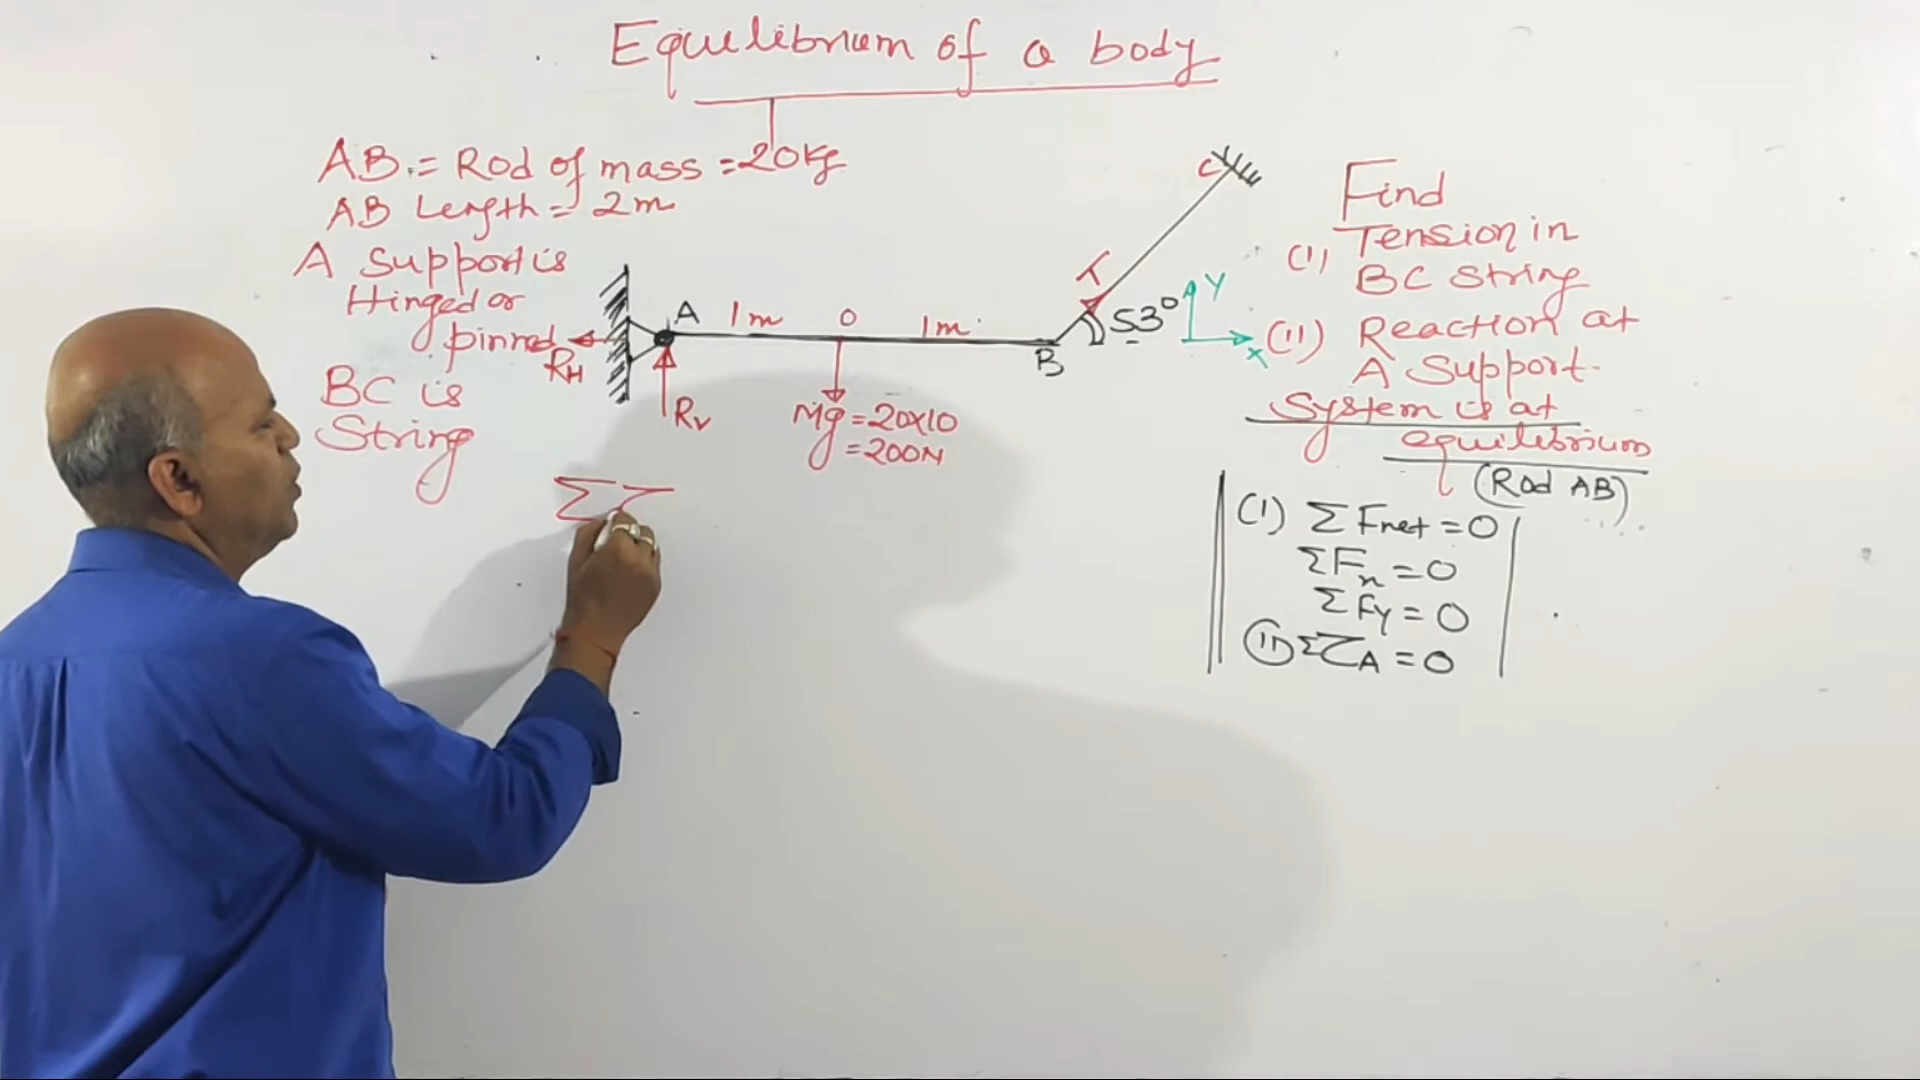 Equilibrium of a body
AB = Rod of mass = 20kg
AB Length = 2m
A Support is
Hinged or
pinned
BC is
String
RH
A
1m
O
1m
B
RV
Mg = 20x10
= 200N
T
53°
C
Y
X
Find
(I) Tension in
BC String
(II) Reaction at
A Support.
System is at
equilibrium
(Rod AB)
(I) ΣFnet = 0
ΣFx = 0
ΣFy = 0
(II) ΣτA = 0
Στ